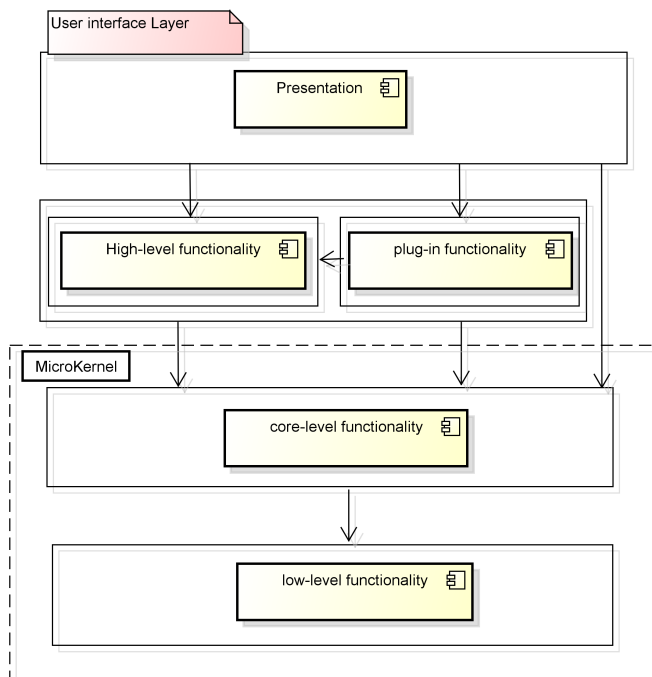 User interface Layer
Presentation
High-level functionality
plug-in functionality
MicroKernel
core-level functionality
low-level functionality